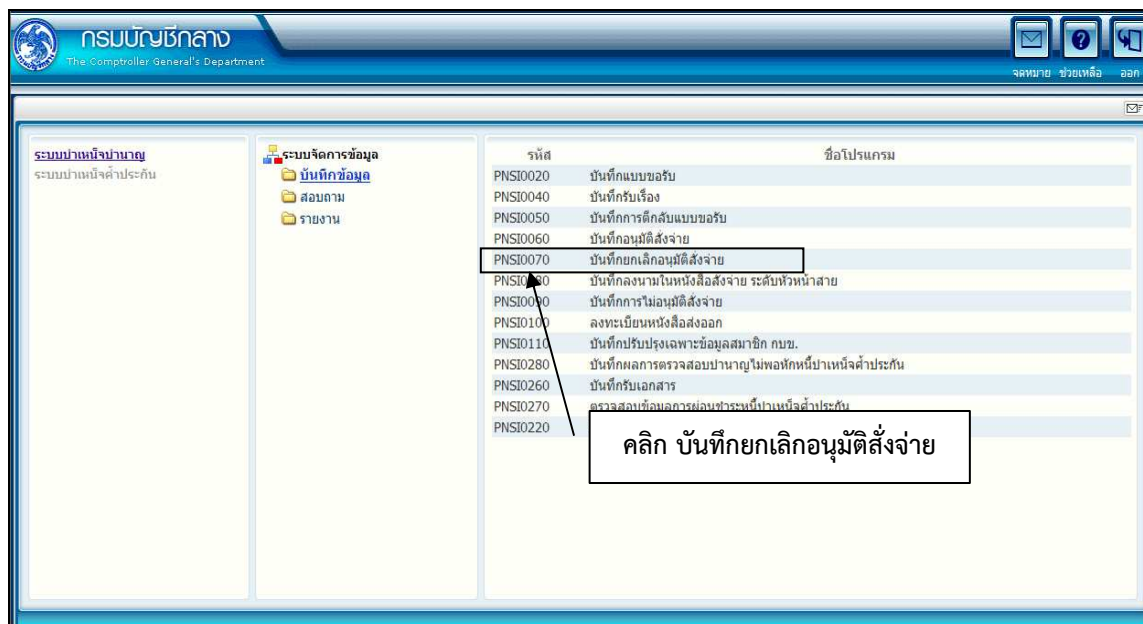 กรมบัญชีกลาง
The Comptroller General's Department
จดหมาย ช่วยเหลือ ออก
ระบบบำเหน็จบำนาญ
ระบบบำเหน็จค้ำประกัน
ระบบจัดการข้อมูล
บันทึกข้อมูล
สอบถาม
รายงาน
รหัส ชื่อโปรแกรม
PNSI0020 บันทึกแบบขอรับ
PNSI0040 บันทึกรับเรื่อง
PNSI0050 บันทึกการตีกลับแบบขอรับ
PNSI0060 บันทึกอนุมัติสั่งจ่าย
PNSI0070 บันทึกยกเลิกอนุมัติสั่งจ่าย
PNSI0080 บันทึกลงนามในหนังสือสั่งจ่าย ระดับหัวหน้าสาย
PNSI0090 บันทึกการไม่อนุมัติสั่งจ่าย
PNSI0100 ลงทะเบียนหนังสือส่งออก
PNSI0110 บันทึกปรับปรุงเฉพาะข้อมูลสมาชิก กบข.
PNSI0280 บันทึกผลการตรวจสอบบำนาญไม่พอหักหนี้บำเหน็จค้ำประกัน
PNSI0260 บันทึกรับเอกสาร
PNSI0270 ตรวจสอบข้อมูลการผ่อนชำระหนี้บำเหน็จค้ำประกัน
PNSI0220
คลิก บันทึกยกเลิกอนุมัติสั่งจ่าย